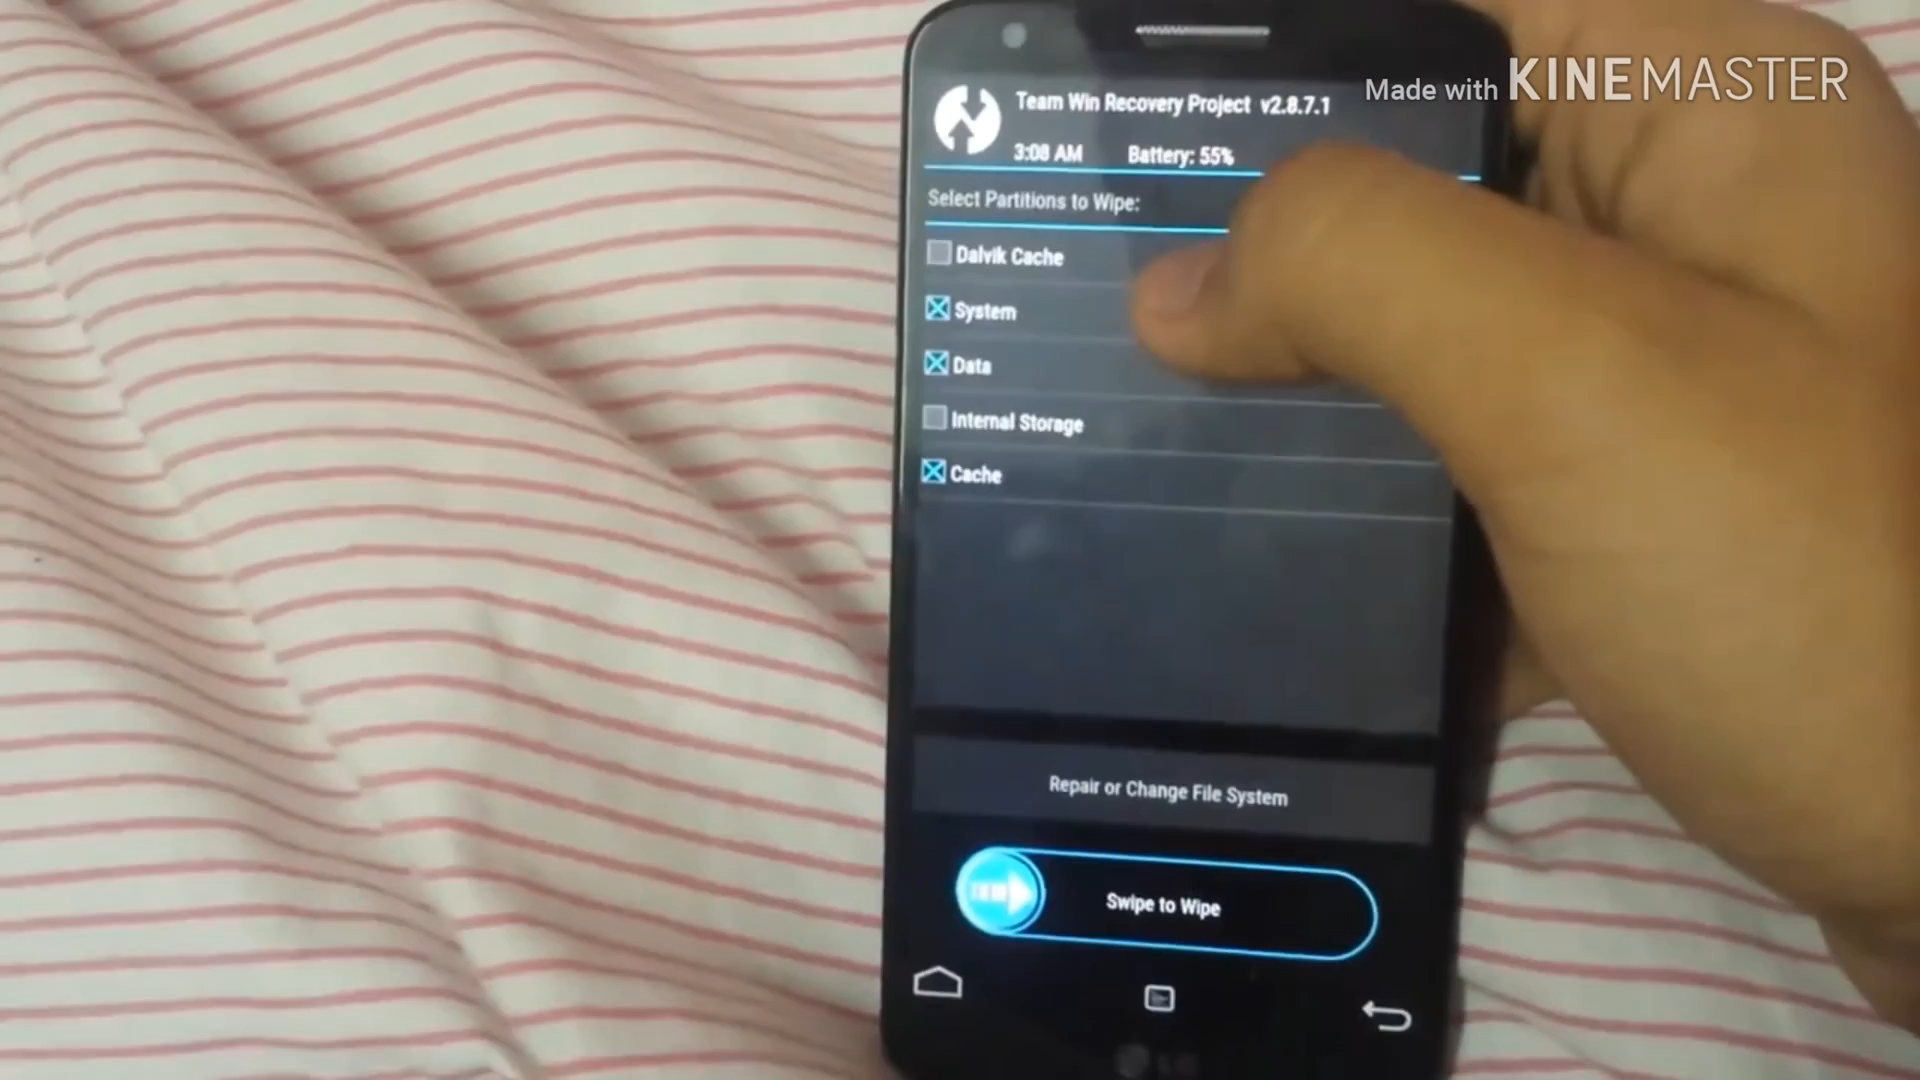 Made with KINEMASTER
Team Win Recovery Project v2.8.7.1
3:08 AM Battery: 55%
Select Partitions to Wipe:
Dalvik Cache
System
Data
Internal Storage
Cache
Repair or Change File System
Swipe to Wipe
LG